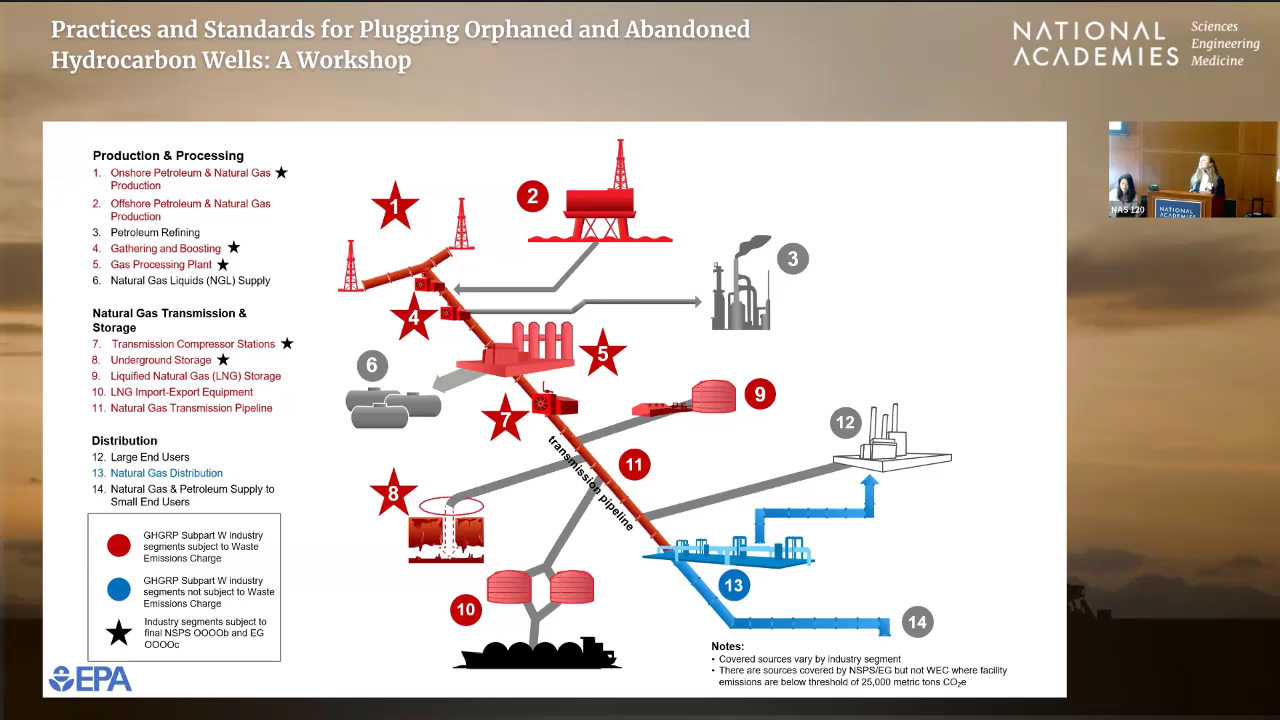 Practices and Standards for Plugging Orphaned and Abandoned
Hydrocarbon Wells: A Workshop
NATIONAL
ACADEMIES
Sciences
Engineering
Medicine
Production & Processing
1. Onshore Petroleum & Natural Gas
Production
2. Offshore Petroleum & Natural Gas
Production
3. Petroleum Refining
4. Gathering and Boosting
5. Gas Processing Plant
6. Natural Gas Liquids (NGL) Supply
Natural Gas Transmission &
Storage
7. Transmission Compressor Stations
8. Underground Storage
9. Liquified Natural Gas (LNG) Storage
10. LNG Import-Export Equipment
11. Natural Gas Transmission Pipeline
Distribution
12. Large End Users
13. Natural Gas Distribution
14. Natural Gas & Petroleum Supply to
Small End Users
GHGRP Subpart W industry
segments subject to Waste
Emissions Charge
GHGRP Subpart W industry
segments not subject to Waste
Emissions Charge
Industry segments subject to
final NSPS OOOOb and EG
OOOOc
EPA
1
2
3
4
5
6
7
9
12
transmission pipeline
11
8
13
10
14
Notes:
• Covered sources vary by industry segment
• There are sources covered by NSPS/EG but not WEC where facility
emissions are below threshold of 25,000 metric tons CO₂e
NAS 120
NATIONAL
ACADEMIES